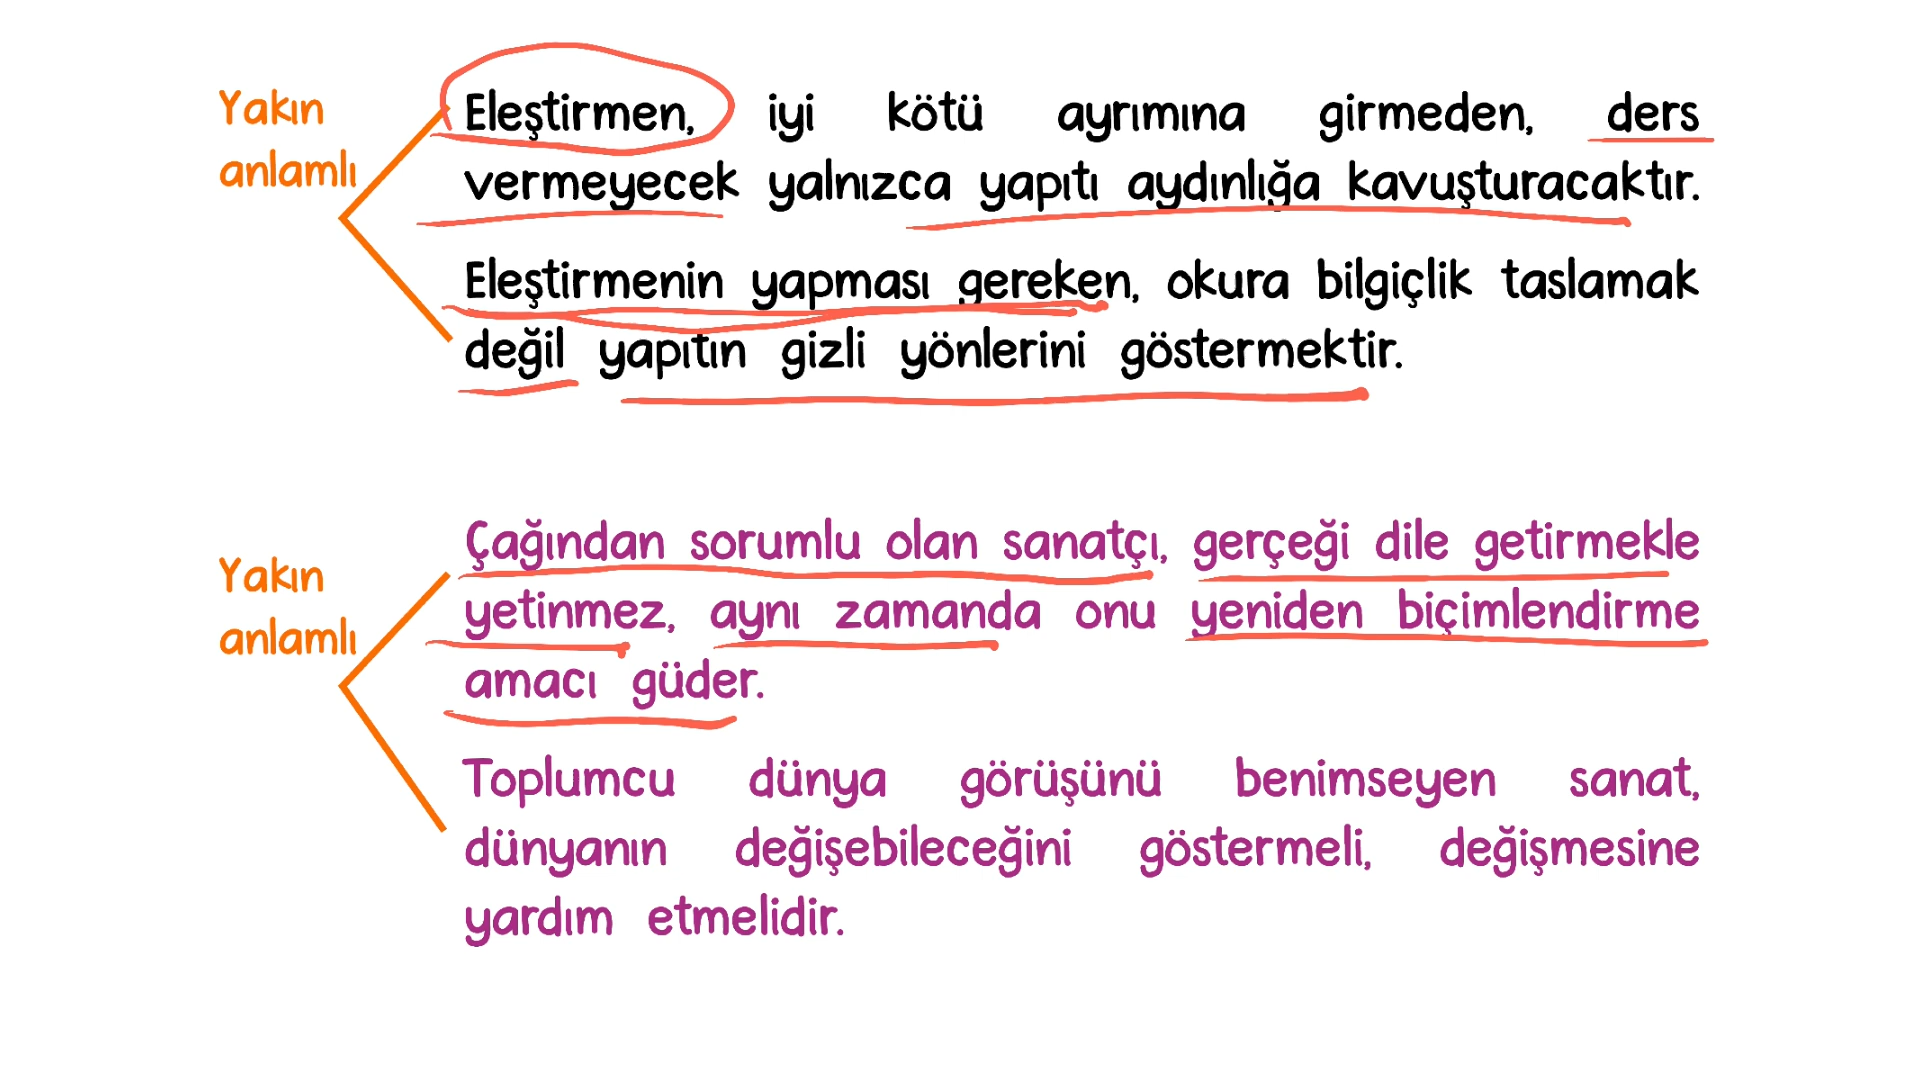 Yakın
anlamlı
Eleştirmen, iyi kötü ayrımına girmeden, ders
vermeyecek yalnızca yapıtı aydınlığa kavuşturacaktır.
Eleştirmenin yapması gereken, okura bilgiçlik taslamak
değil yapıtın gizli yönlerini göstermektir.
Yakın
anlamlı
Çağından sorumlu olan sanatçı, gerçeği dile getirmekle
yetinmez, aynı zamanda onu yeniden biçimlendirme
amacı güder.
Toplumcu dünya görüşünü benimseyen sanat,
dünyanın değişebileceğini göstermeli, değişmesine
yardım etmelidir.